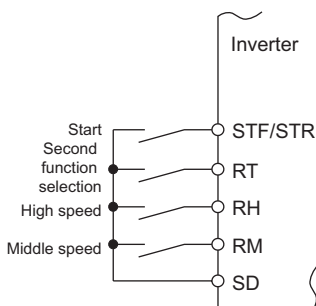 Inverter
Start
STF/STR
Second
function
selection
RT
High speed
RH
Middle speed
RM
SD